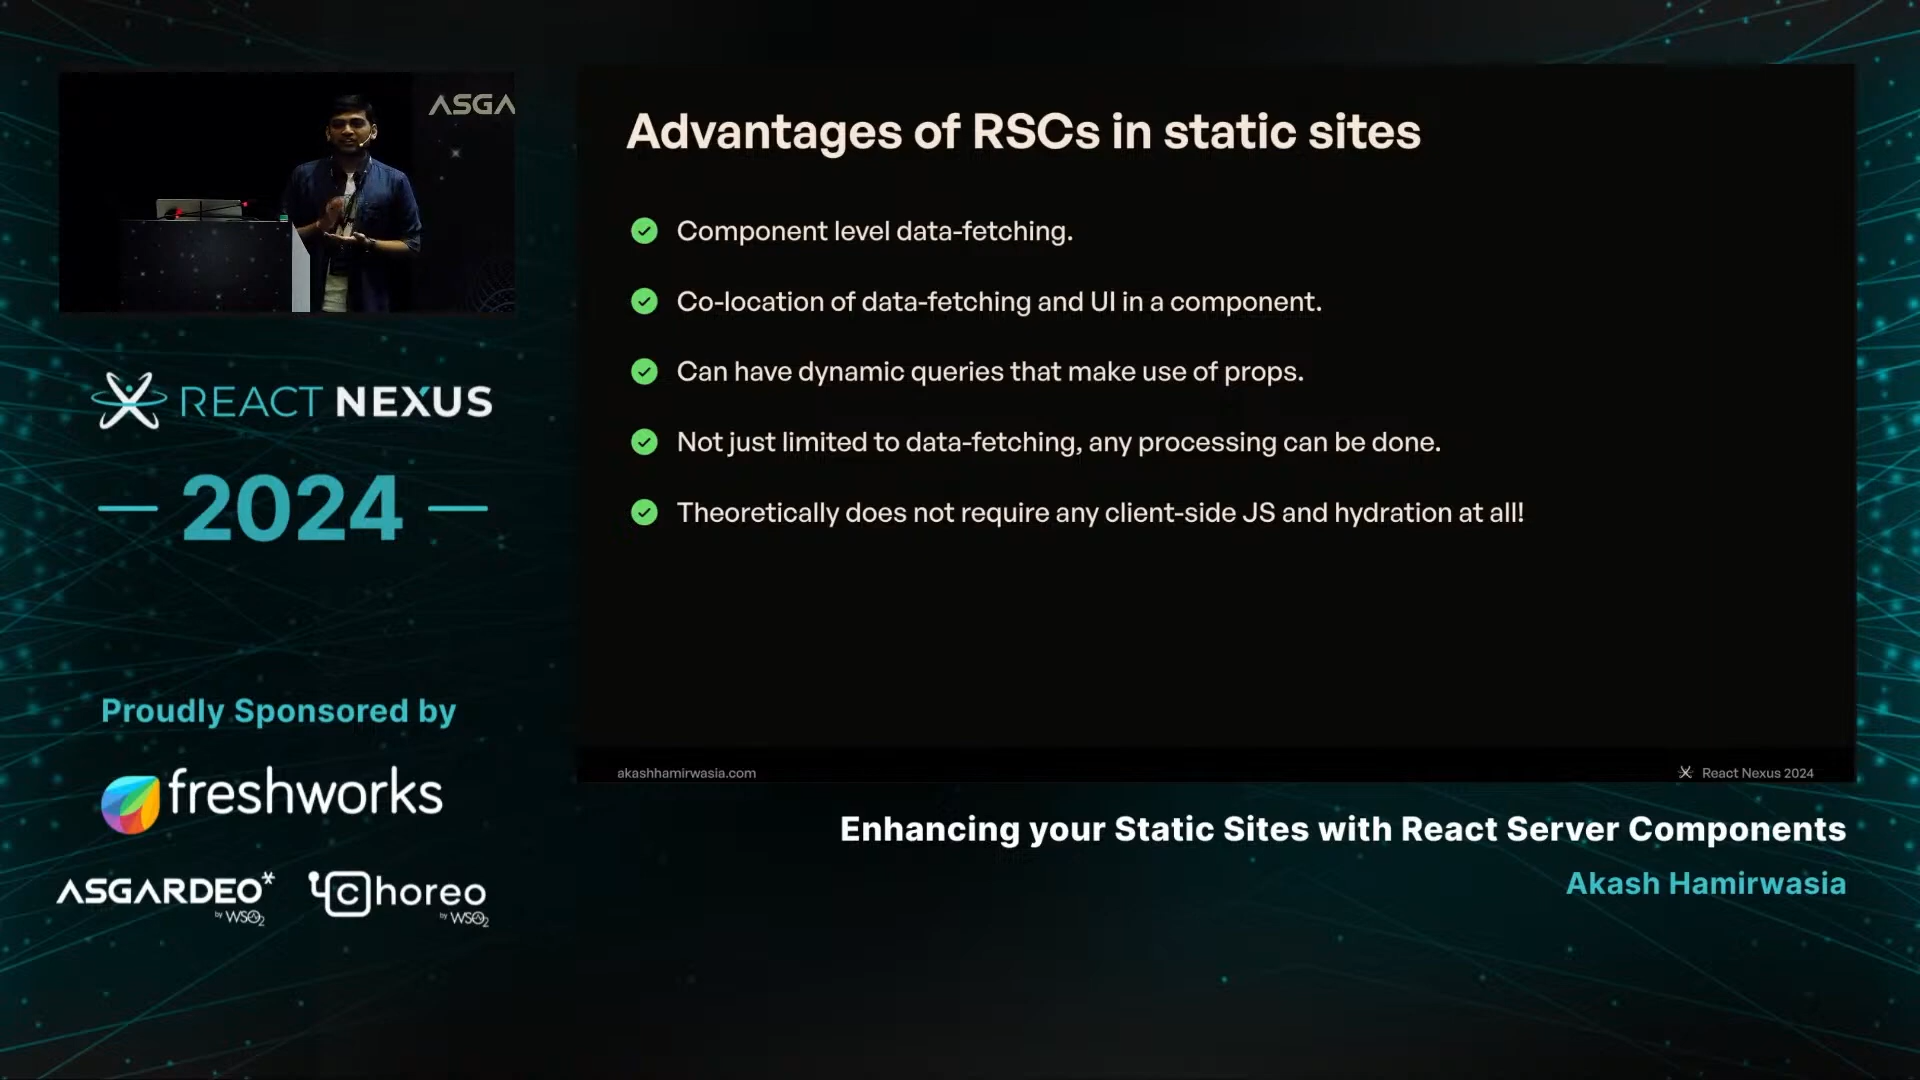 ASGA
REACT NEXUS
2024
Proudly Sponsored by
freshworks
ASGARDEO
by WSO2
choreo
by WSO2
Advantages of RSCs in static sites
Component level data-fetching.
Co-location of data-fetching and UI in a component.
Can have dynamic queries that make use of props.
Not just limited to data-fetching, any processing can be done.
Theoretically does not require any client-side JS and hydration at all!
akashhamirwasia.com
React Nexus 2024
Enhancing your Static Sites with React Server Components
Akash Hamirwasia